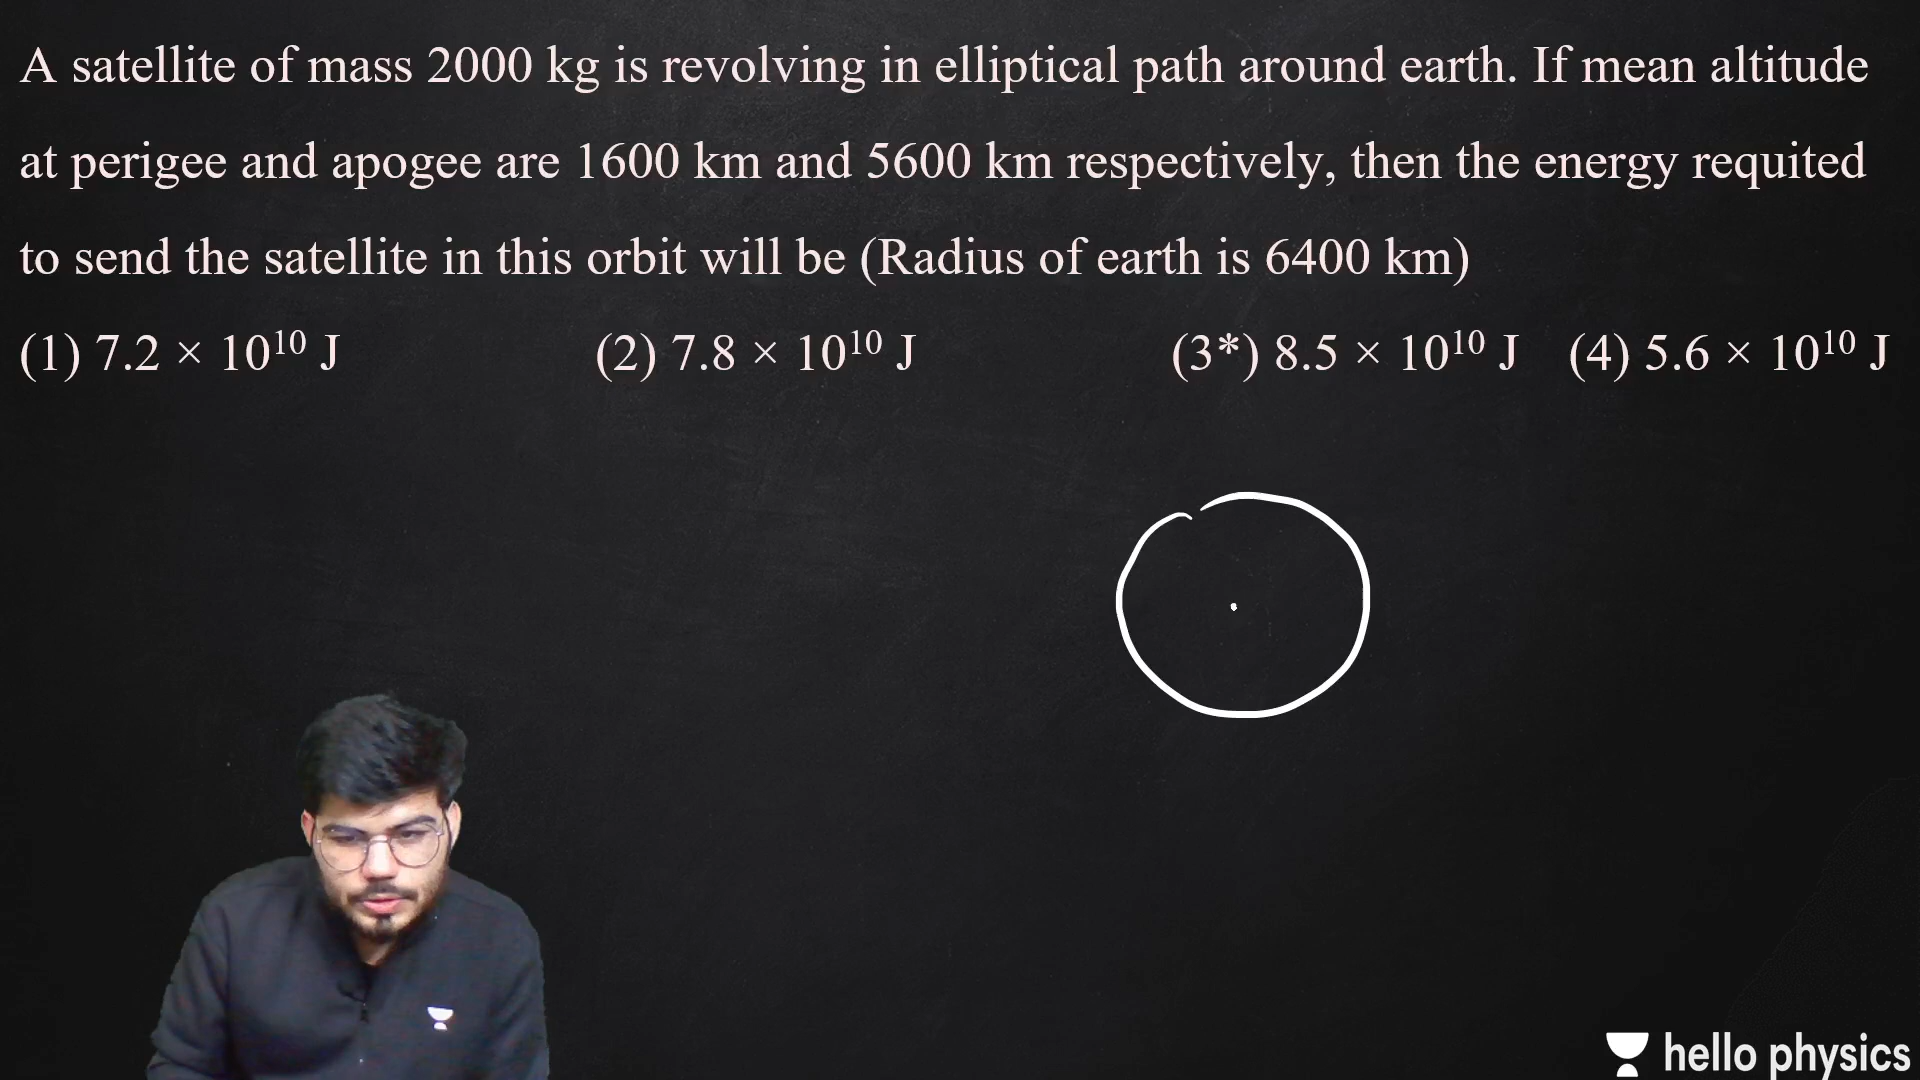 A satellite of mass 2000 kg is revolving in elliptical path around earth. If mean altitude
at perigee and apogee are 1600 km and 5600 km respectively, then the energy requited
to send the satellite in this orbit will be (Radius of earth is 6400 km)
(1) 7.2 × 10¹⁰ J (2) 7.8 × 10¹⁰ J (3*) 8.5 × 10¹⁰ J (4) 5.6 × 10¹⁰ J
hello physics